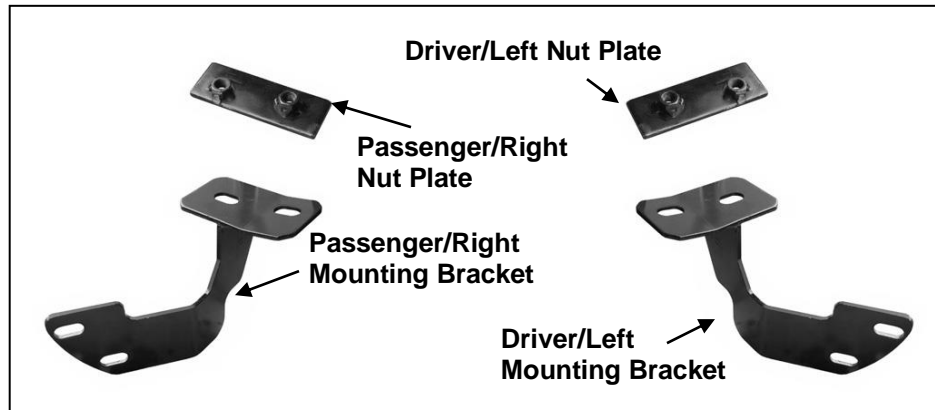 Driver/Left Nut Plate
Passenger/Right
Nut Plate
Passenger/Right
Mounting Bracket
Driver/Left
Mounting Bracket